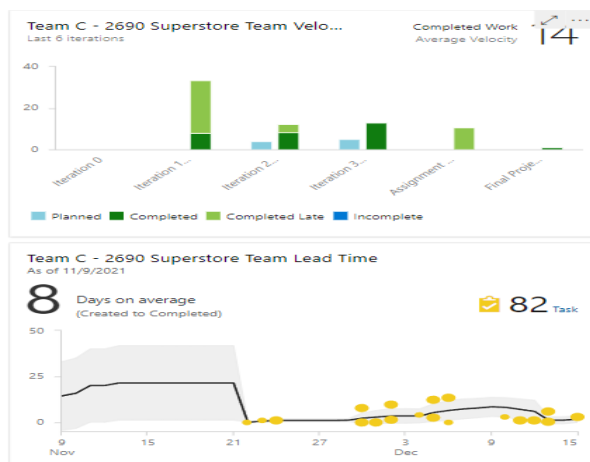 Team C - 2690 Superstore Team Velo...
Last 6 iterations
Completed Work
Average Velocity
14
40
20
0
Iteration 0
Iteration 1...
Iteration 2...
Iteration 3...
Assignment ...
Final Proje...
Planned
Completed
Completed Late
Incomplete
Team C - 2690 Superstore Team Lead Time
As of 11/9/2021
8 Days on average
(Created to Completed)
82 Task
50
25
0
9 15 21 27 3 9 15
Nov Dec